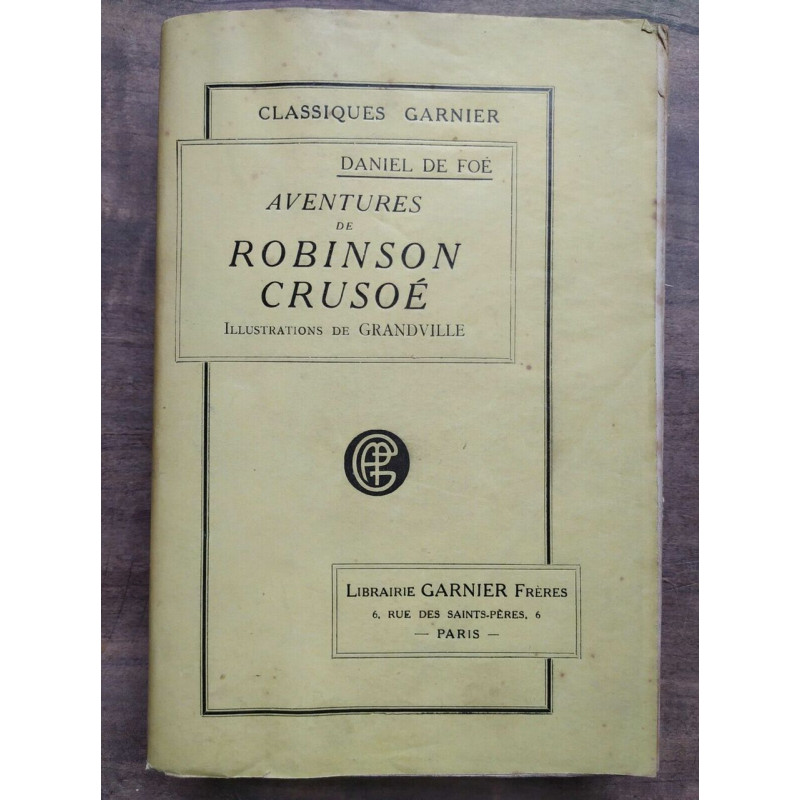 CLASSIQUES GARNIER
DANIEL DE FOÉ
AVENTURES
DE
ROBINSON
CRUSOÉ
ILLUSTRATIONS DE GRANDVILLE
LIBRAIRIE GARNIER FRÈRES
6, RUE DES SAINTS-PÈRES, 6
— PARIS —